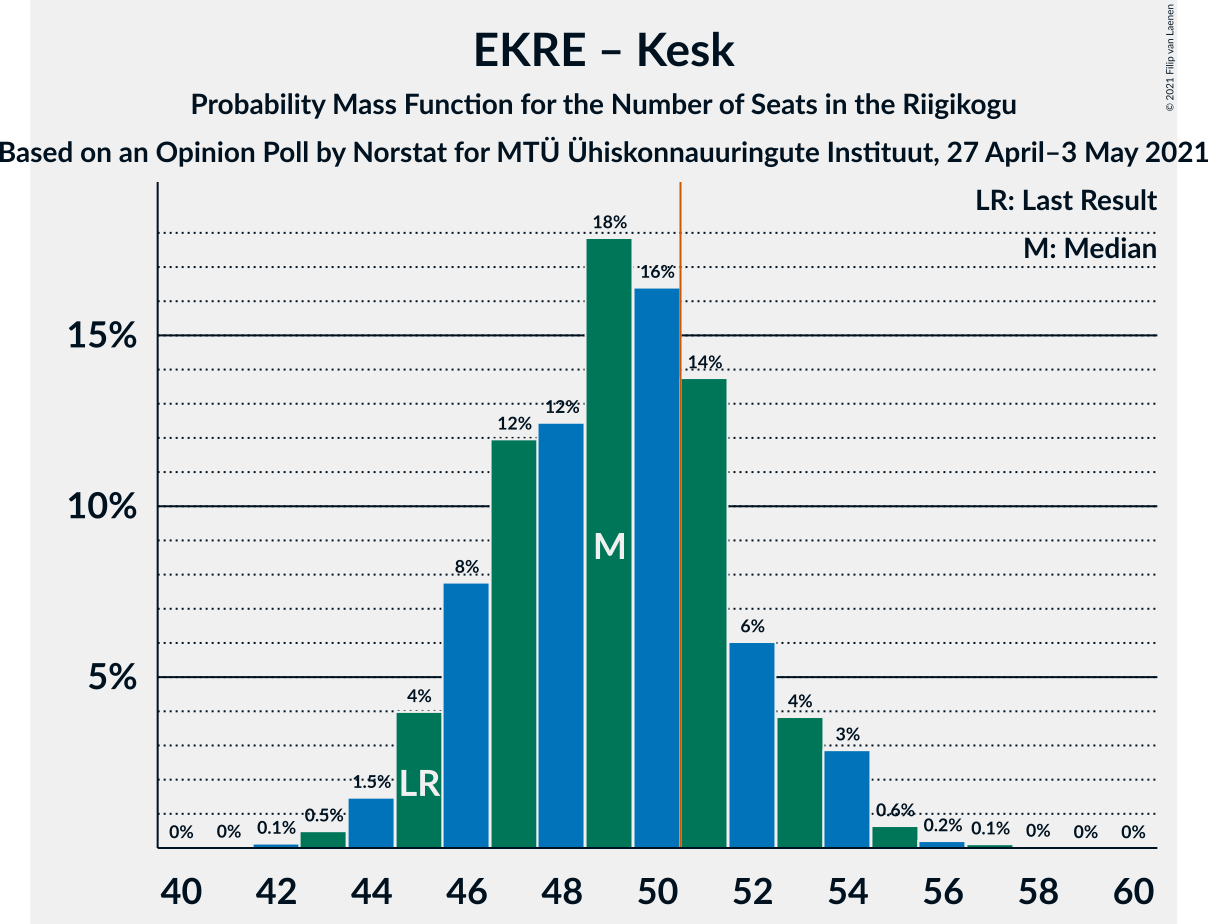 EKRE – Kesk
Probability Mass Function for the Number of Seats in the Riigikogu
Based on an Opinion Poll by Norstat for MTÜ Ühiskonnauuringute Instituut, 27 April–3 May 2021
© 2021 Filip van Laenen
LR: Last Result
M: Median
18%
16%
15%
14%
12%
12%
10%
M
8%
6%
5%
4%
4%
3%
LR
1.5%
0.5%
0.6%
0% 0% 0.1% 0.2% 0.1% 0% 0% 0%
40 42 44 46 48 50 52 54 56 58 60